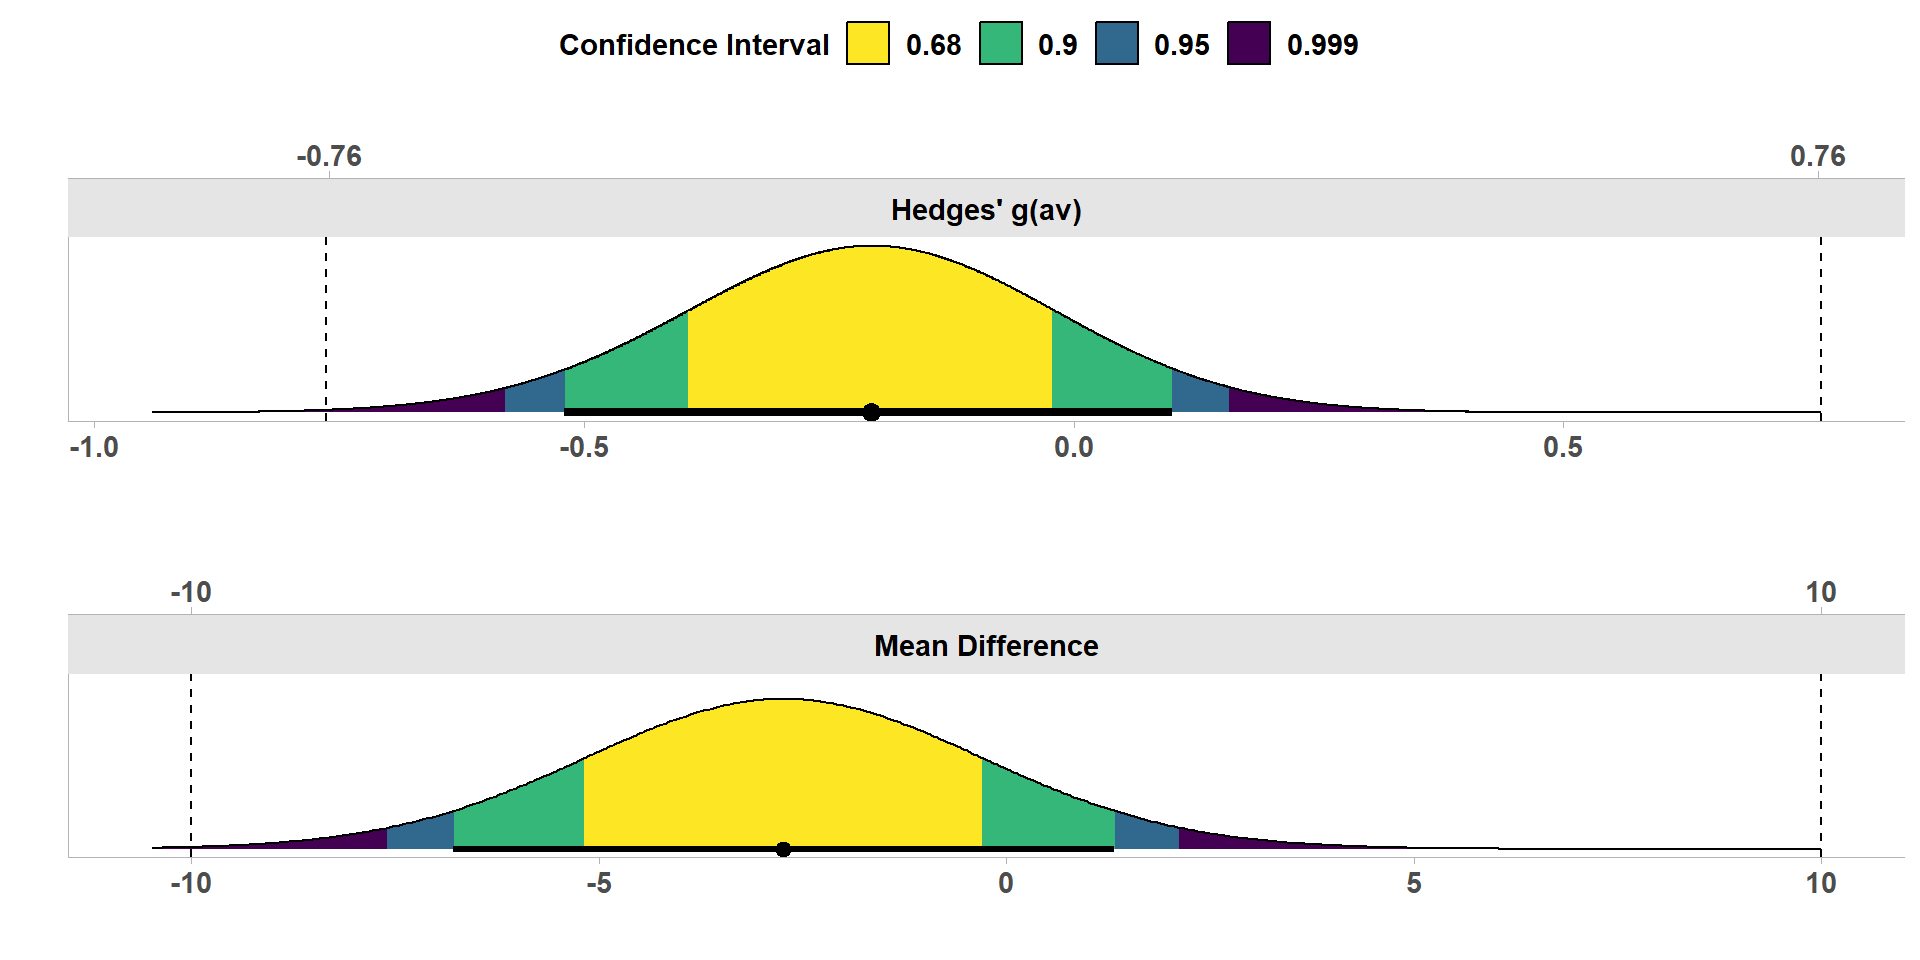 Confidence Interval 0.68 0.9 0.95 0.999
-0.76 0.76
Hedges' g(av)
-1.0 -0.5 0.0 0.5
-10 10
Mean Difference
-10 -5 0 5 10